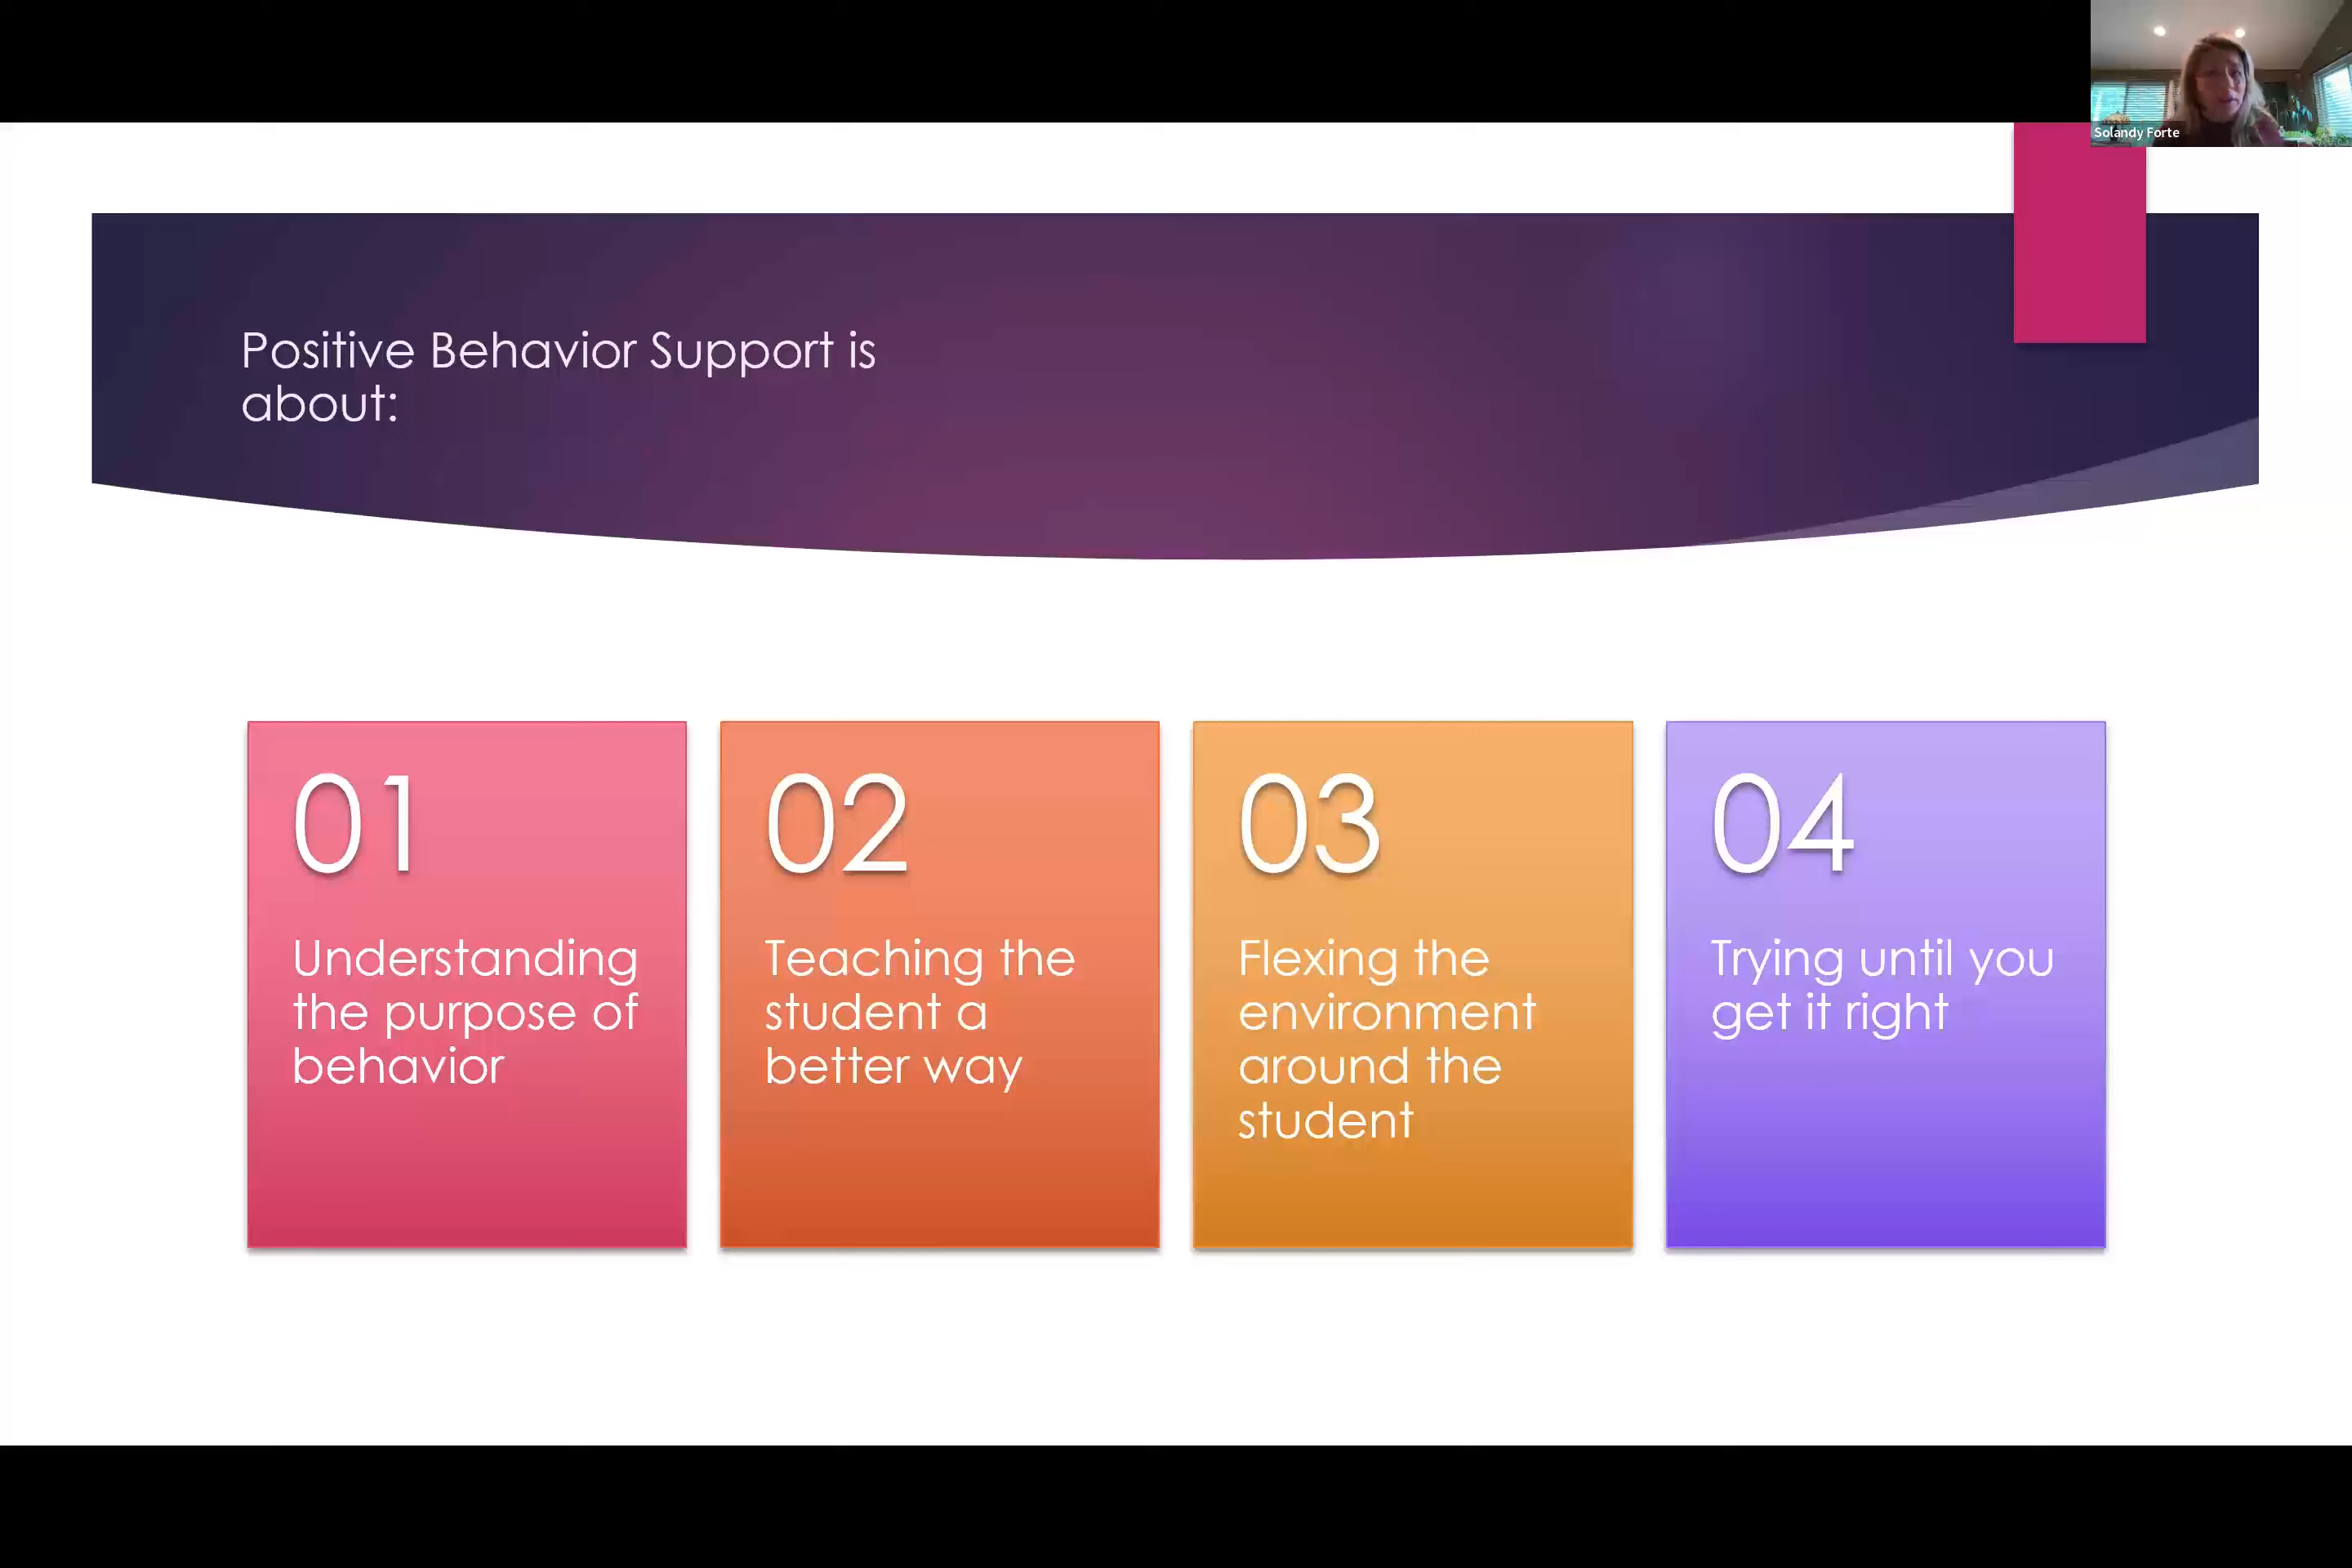 Solandy Forte
Positive Behavior Support is
about:
01
Understanding
the purpose of
behavior
02
Teaching the
student a
better way
03
Flexing the
environment
around the
student
04
Trying until you
get it right